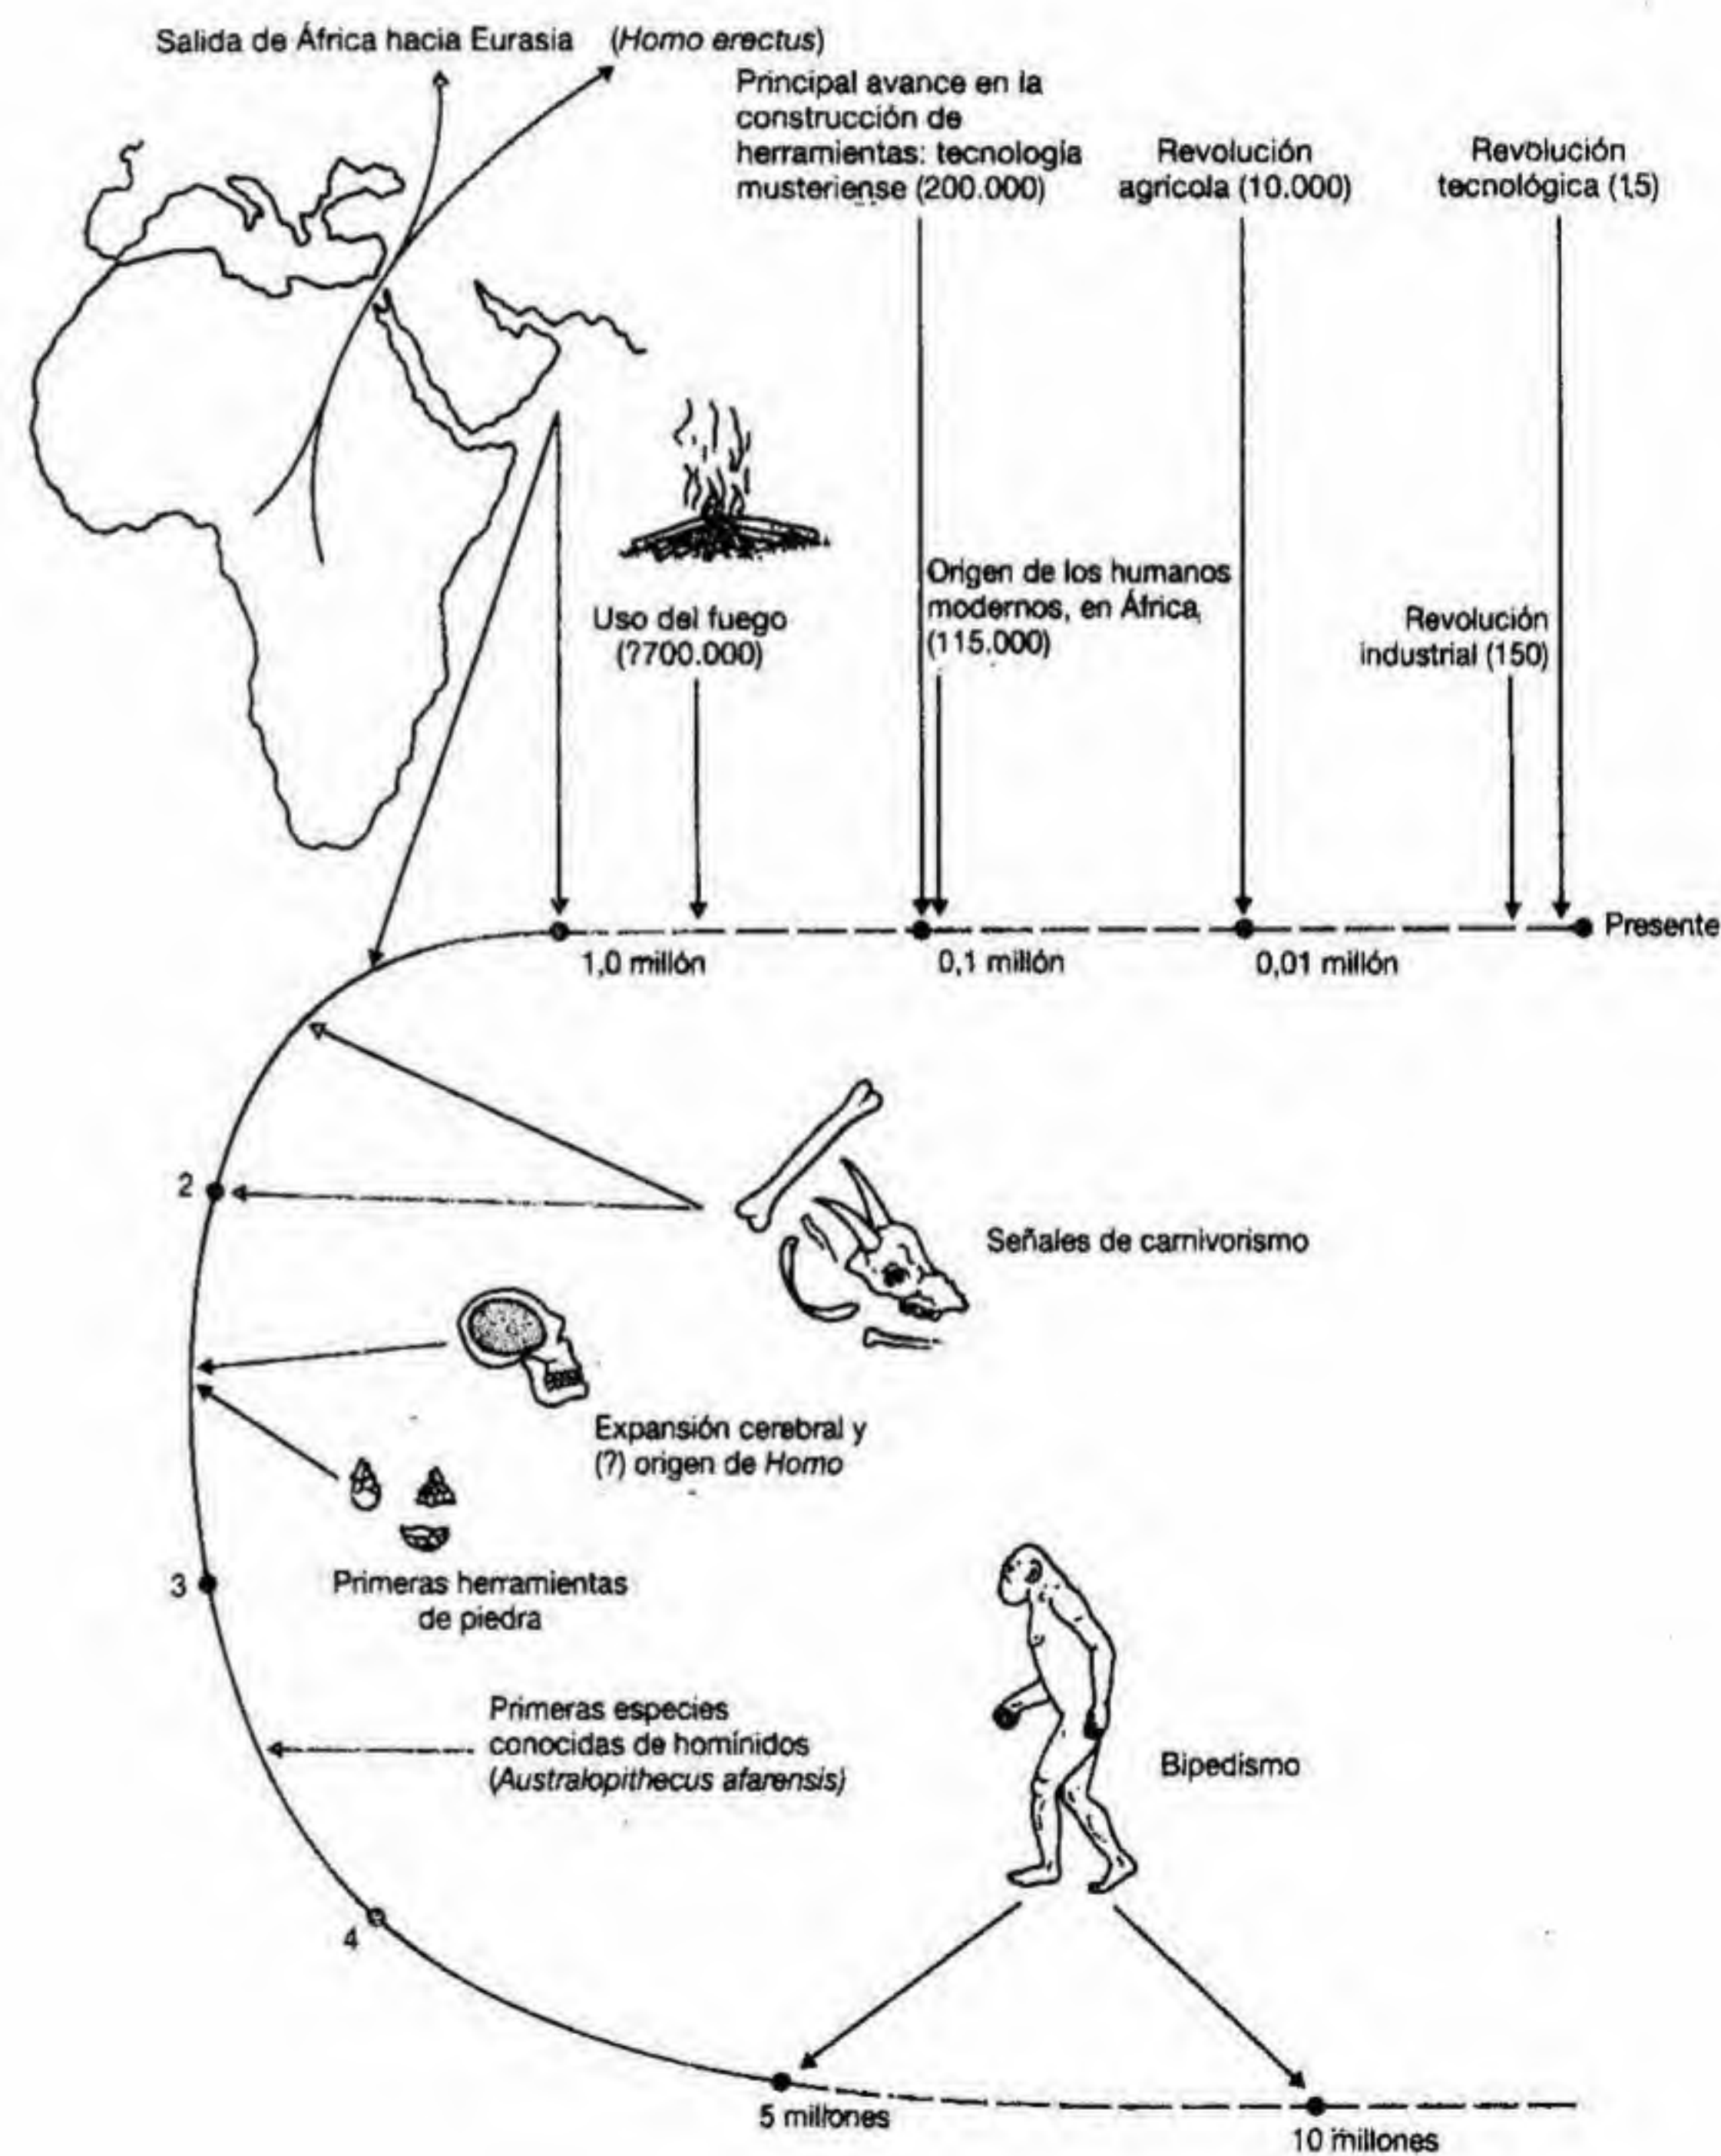 Salida de África hacia Eurasia (Homo erectus)
Principal avance en la
construcción de
herramientas: tecnología
musteriense (200.000)
Revolución
agrícola (10.000)
Revolución
tecnológica (15)
Uso del fuego
(?700.000)
Origen de los humanos
modernos, en África,
(115.000)
Revolución
industrial (150)
Presente
1,0 millón
0,1 millón
0,01 millón
2
Señales de carnivorismo
Expansión cerebral y
(?) origen de Homo
3
Primeras herramientas
de piedra
Primeras especies
conocidas de homínidos
(Australopithecus afarensis)
Bipedismo
4
5 millones
10 millones